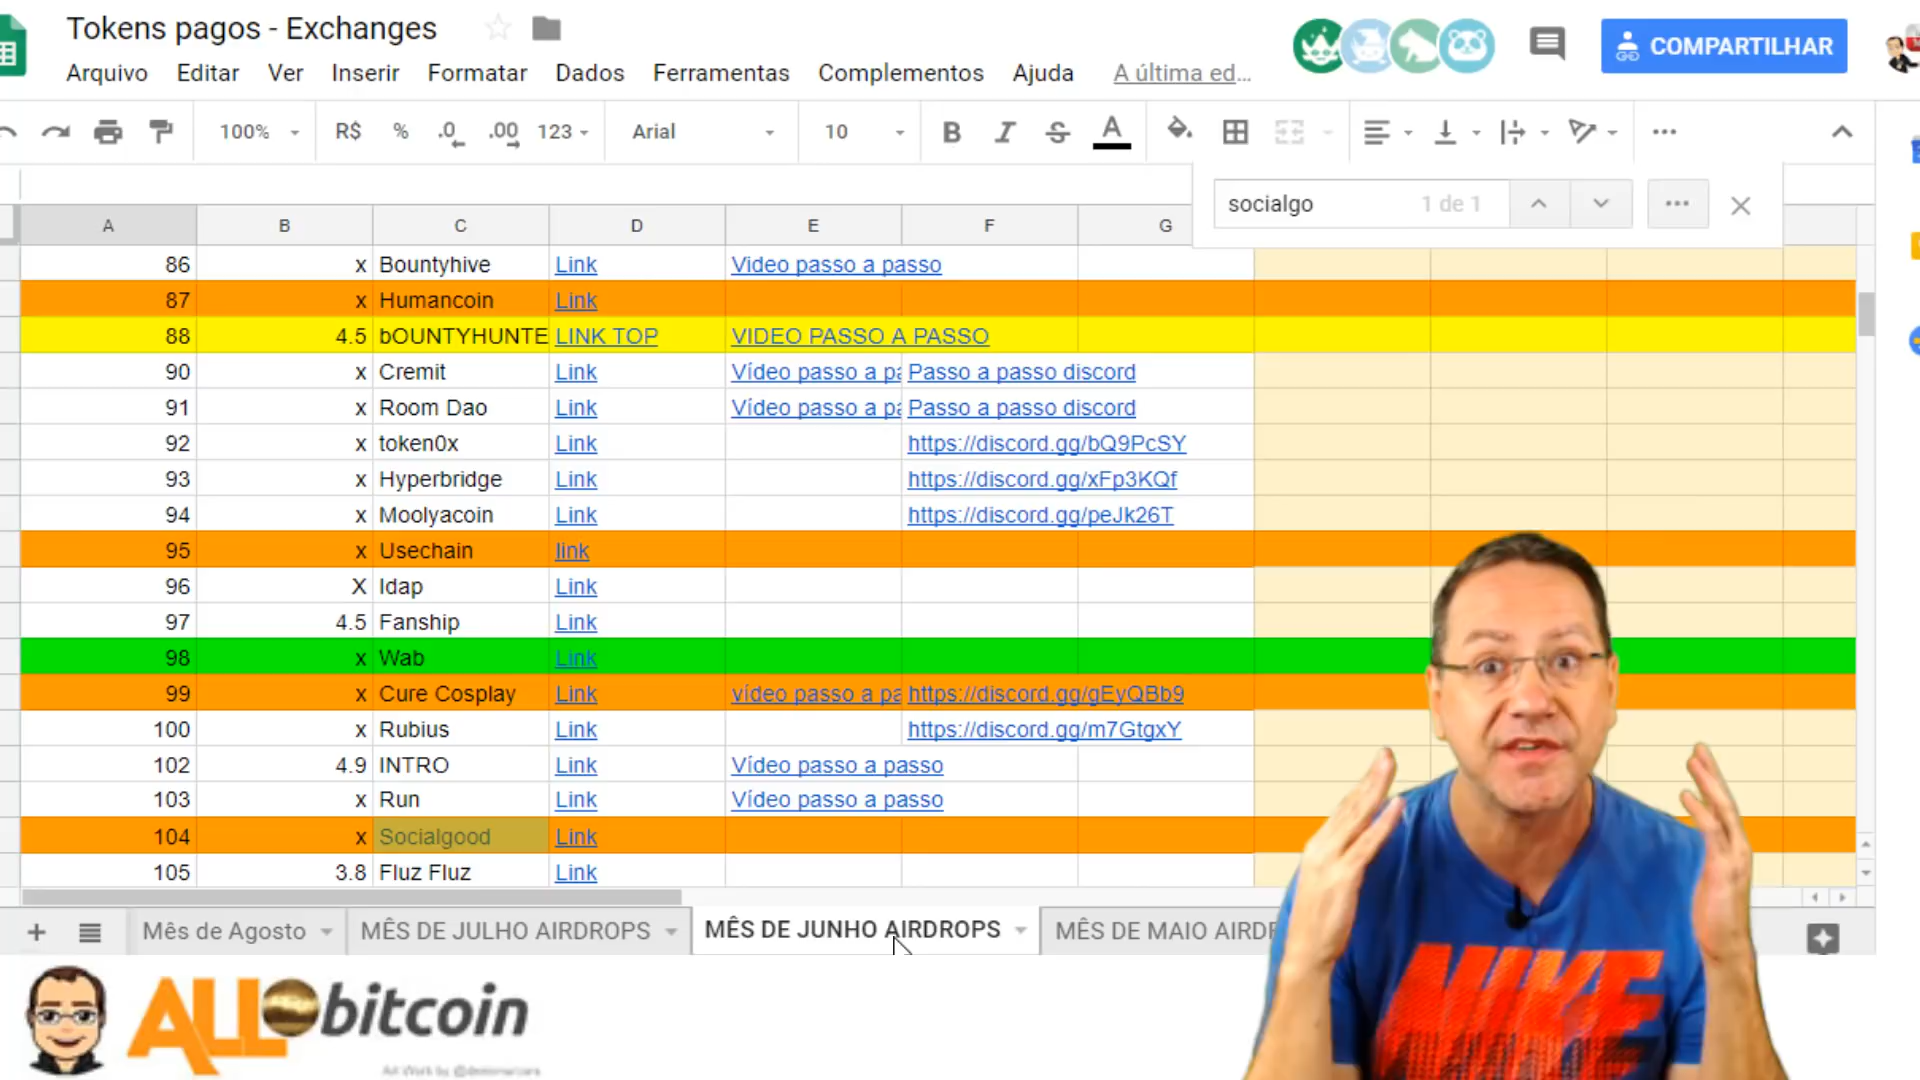 Tokens pagos - Exchanges
Arquivo Editar Ver Inserir Formatar Dados Ferramentas Complementos Ajuda A última ed...
COMPARTILHAR
100% R$ % .0 .00 123 Arial 10 B I S A
socialgo 1 de 1
A B C D E F G
86 x Bountyhive Link Video passo a passo
87 x Humancoin Link
88 4.5 bOUNTYHUNTE LINK TOP VIDEO PASSO A PASSO
90 x Cremit Link Vídeo passo a pa Passo a passo discord
91 x Room Dao Link Vídeo passo a pa Passo a passo discord
92 x token0x Link https://discord.gg/bQ9PcSY
93 x Hyperbridge Link https://discord.gg/xFp3KQf
94 x Moolyacoin Link https://discord.gg/peJk26T
95 x Usechain link
96 X Idap Link
97 4.5 Fanship Link
98 x Wab Link
99 x Cure Cosplay Link vídeo passo a pa https://discord.gg/gEyQBb9
100 x Rubius Link https://discord.gg/m7GtgxY
102 4.9 INTRO Link Vídeo passo a passo
103 x Run Link Vídeo passo a passo
104 x Socialgood Link
105 3.8 Fluz Fluz Link
Mês de Agosto MÊS DE JULHO AIRDROPS MÊS DE JUNHO AIRDROPS MÊS DE MAIO AIRDR
NIKE
ALLObitcoin